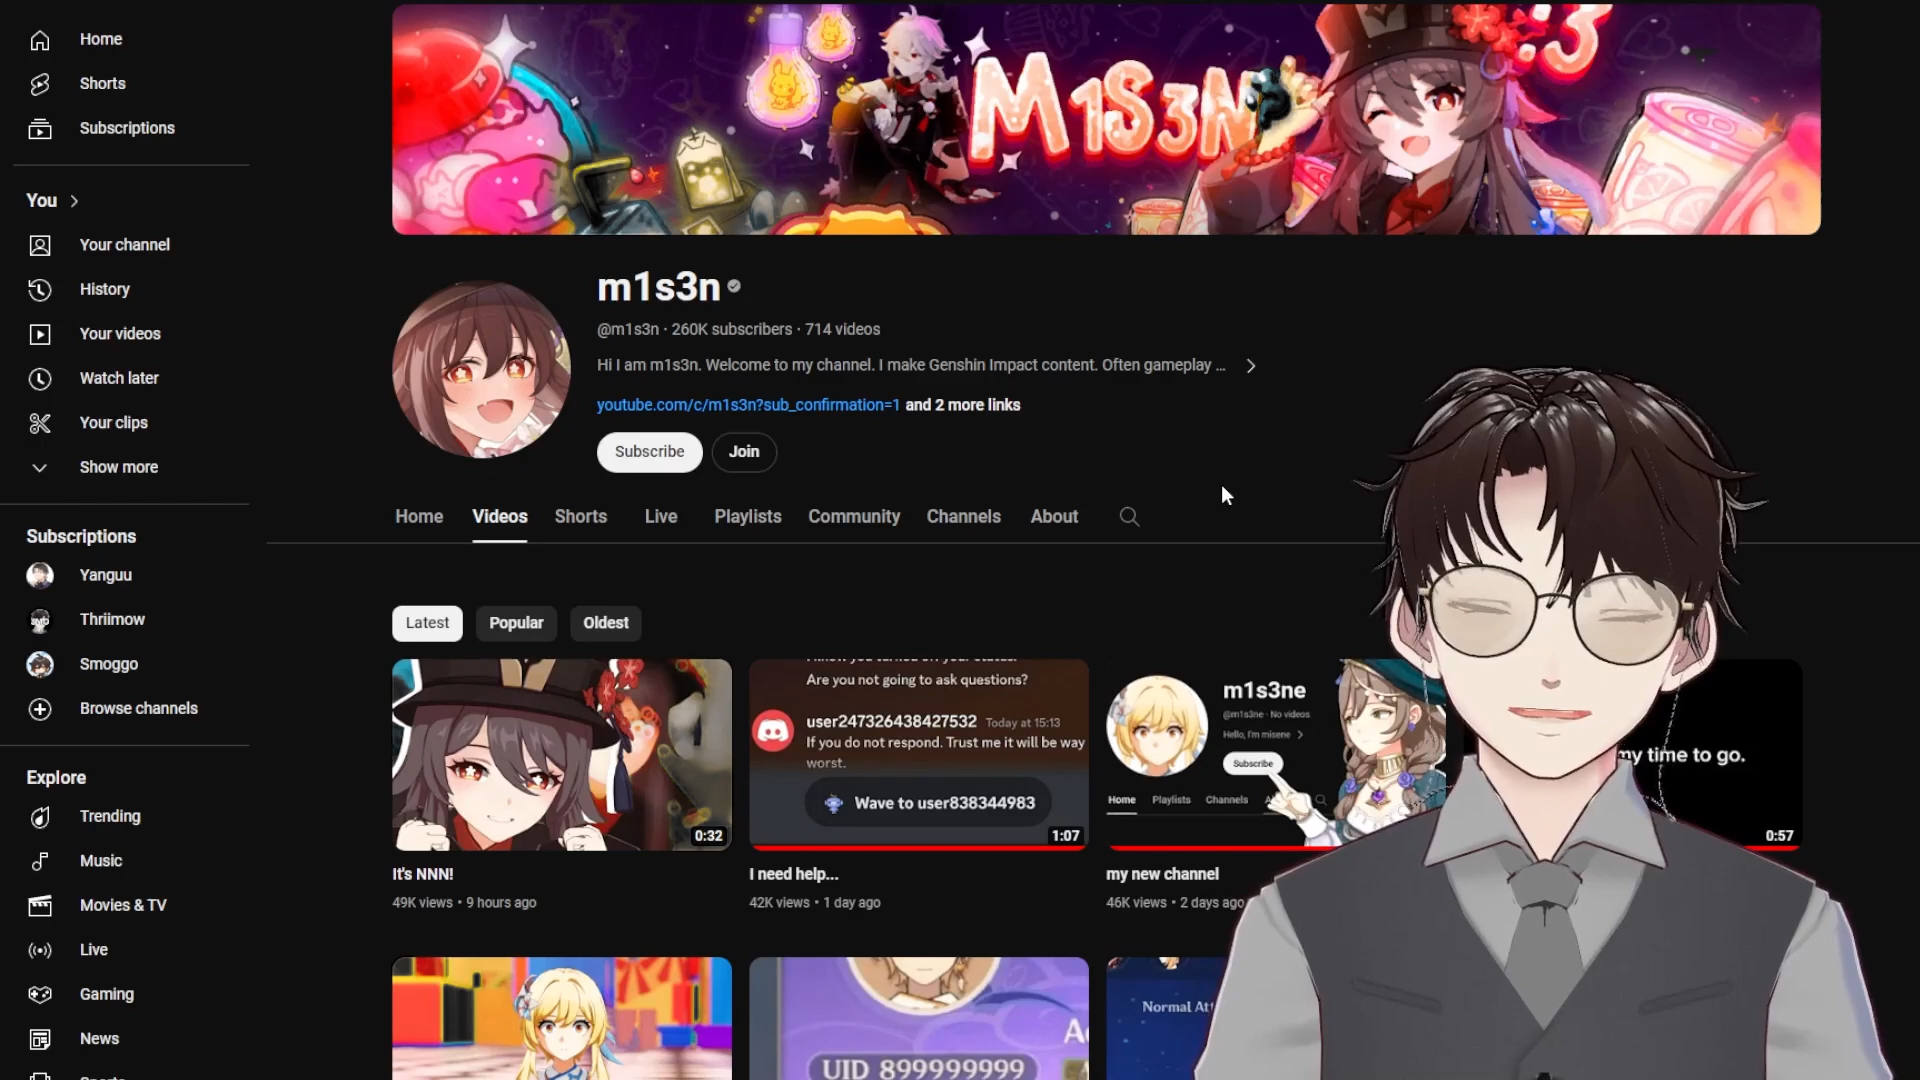 Home
Shorts
Subscriptions
You
Your channel
History
Your videos
Watch later
Your clips
Show more
Subscriptions
Yanguu
Thriimow
Smoggo
Browse channels
Explore
Trending
Music
Movies & TV
Live
Gaming
News
M1S3N :3
m1s3n
@m1s3n · 260K subscribers · 714 videos
Hi I am m1s3n. Welcome to my channel. I make Genshin Impact content. Often gameplay ...
youtube.com/c/m1s3n?sub_confirmation=1 and 2 more links
Subscribe
Join
Home Videos Shorts Live Playlists Community Channels About
Latest Popular Oldest
0:32
It's NNN!
49K views • 9 hours ago
Are you not going to ask questions?
user247326438427532 Today at 15:13
If you do not respond. Trust me it will be way
worst.
Wave to user838344983
1:07
I need help...
42K views • 1 day ago
m1s3ne
@m1s3ne · No videos
Hello, I'm misene
Subscribe
Home Playlists Channels
my new channel
46K views • 2 days ago
my time to go.
0:57
UID 899999999
Normal